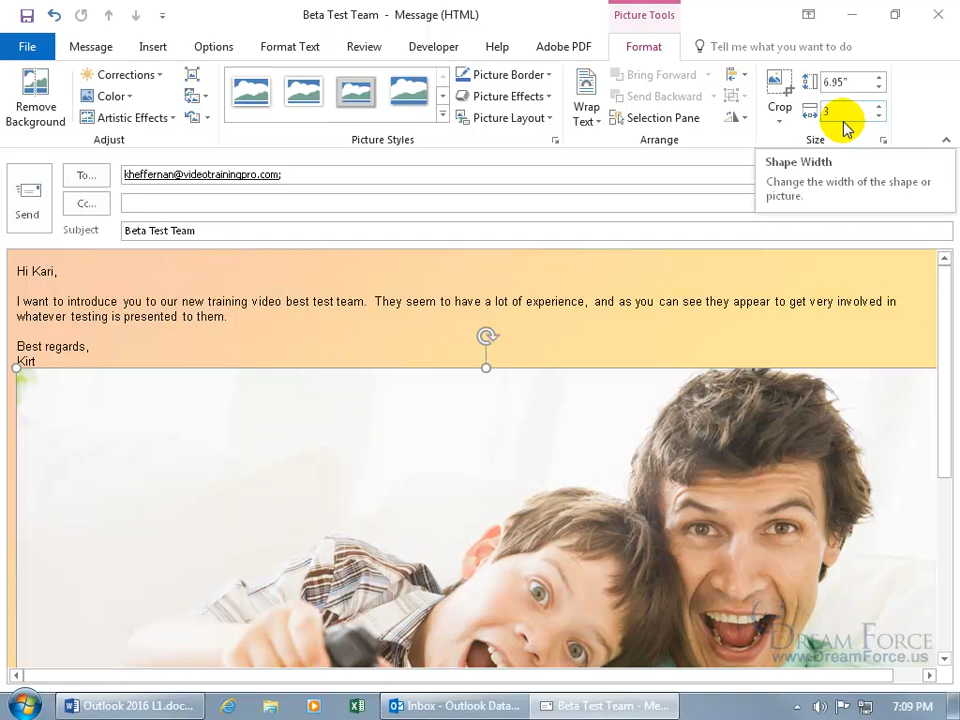 Beta Test Team - Message (HTML)
Picture Tools
File
Message
Insert
Options
Format Text
Review
Developer
Help
Adobe PDF
Format
Tell me what you want to do
Remove
Background
Corrections
Color
Artistic Effects
Adjust
Picture Styles
Picture Border
Picture Effects
Picture Layout
Wrap
Text
Bring Forward
Send Backward
Selection Pane
Arrange
Crop
6.95"
3
Size
Shape Width
Change the width of the shape or
picture.
Send
To...
kheffernan@videotrainingpro.com;
Cc...
Subject
Beta Test Team
Hi Kari,
I want to introduce you to our new training video best test team. They seem to have a lot of experience, and as you can see they appear to get very involved in
whatever testing is presented to them.
Best regards,
Kirt
Dream Force
www.DreamForce.us
Outlook 2016 L1.doc...
Inbox - Outlook Data...
Beta Test Team - Me...
7:09 PM